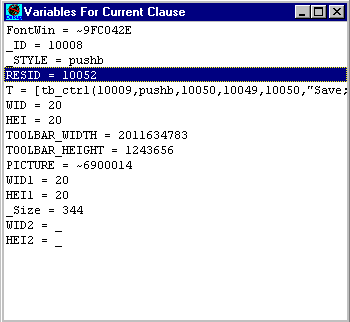 Variables For Current Clause
FontWin = ~9FC042E
_ID = 10008
_STYLE = pushb
RESID = 10052
T = [tb_ctrl(10009,pushb,10050,10049,10050,"Save;
WID = 20
HEI = 20
TOOLBAR_WIDTH = 2011634783
TOOLBAR_HEIGHT = 1243656
PICTURE = ~6900014
WID1 = 20
HEI1 = 20
_Size = 344
WID2 = _
HEI2 = _